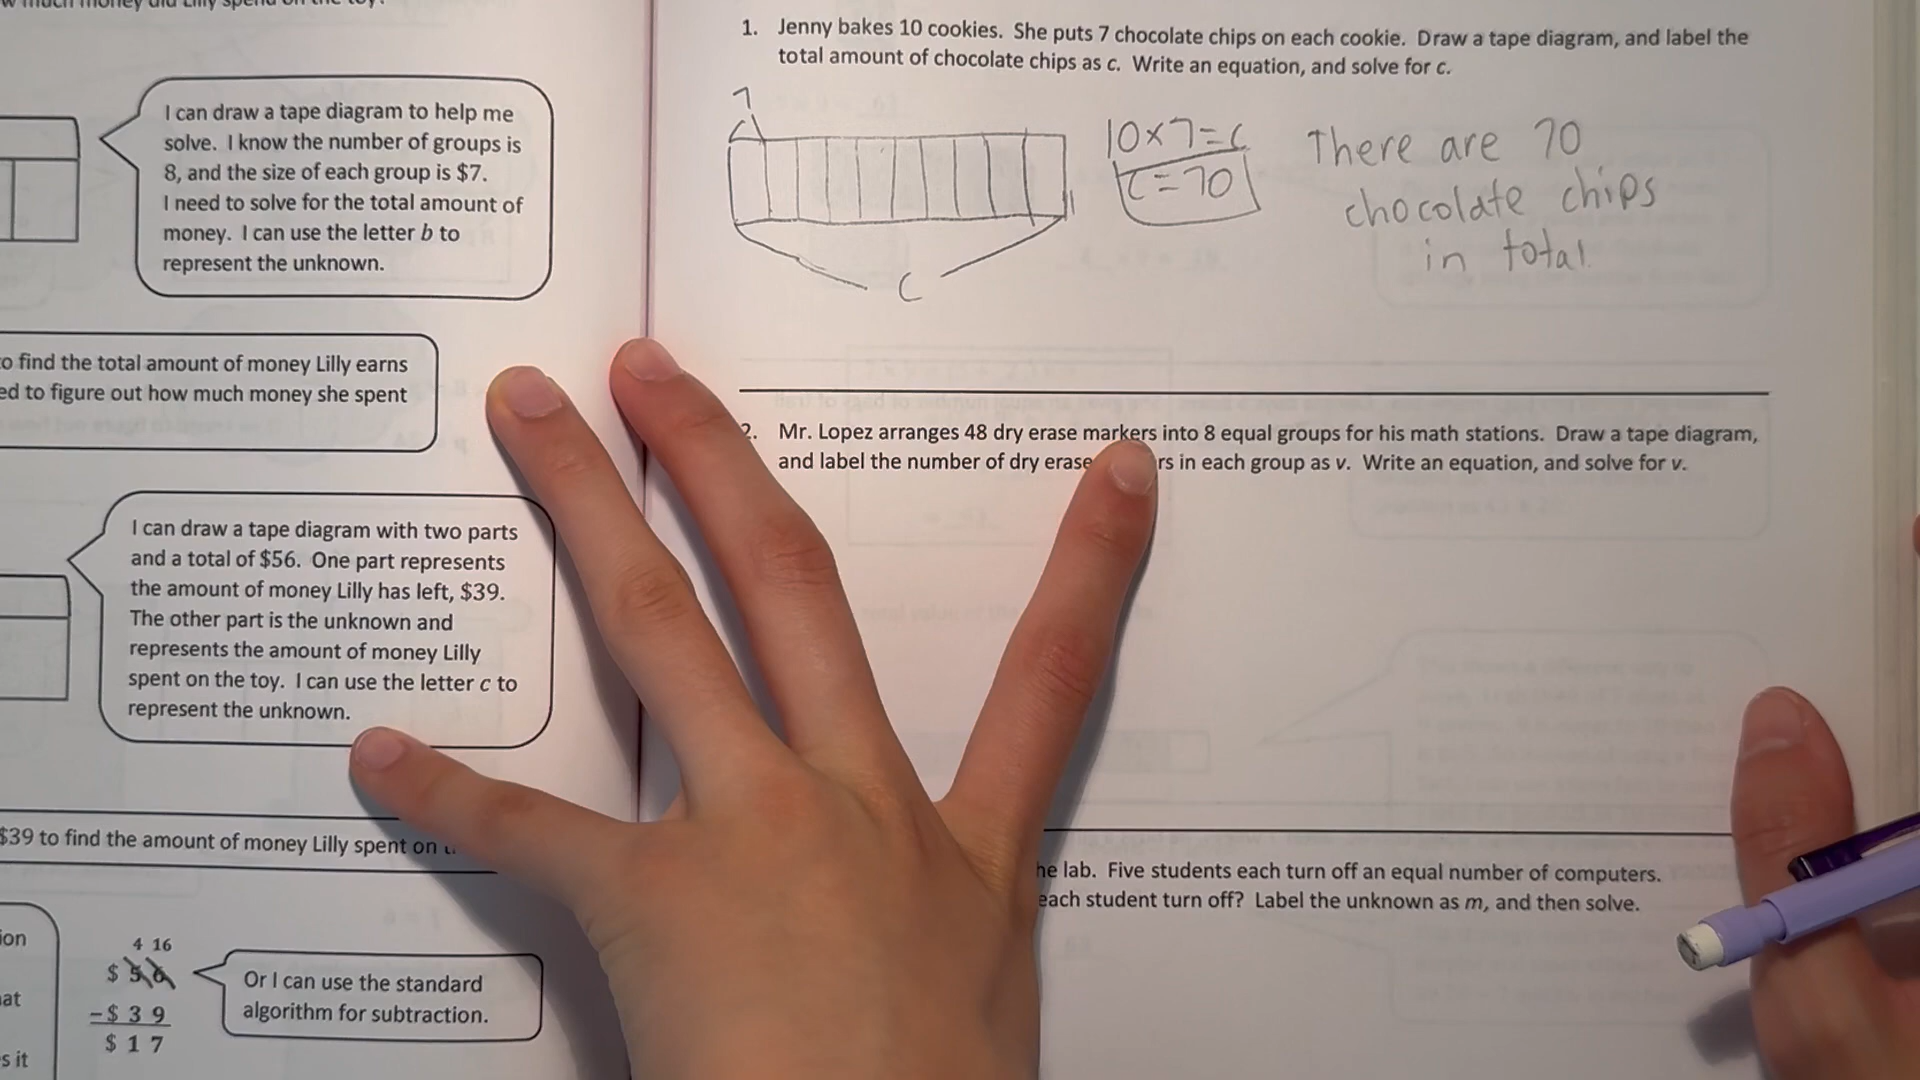 I can draw a tape diagram to help me
solve. I know the number of groups is
8, and the size of each group is $7.
I need to solve for the total amount of
money. I can use the letter b to
represent the unknown.
to find the total amount of money Lilly earns
figure out how much money she spent
I can draw a tape diagram with two parts
and a total of $56. One part represents
the amount of money Lilly has left, $39.
The other part is the unknown and
represents the amount of money Lilly
spent on the toy. I can use the letter c to
represent the unknown.
$39 to find the amount of money Lilly spent on
4 16
$ 5 6
-$ 3 9
$ 1 7
Or I can use the standard
algorithm for subtraction.
s it
1. Jenny bakes 10 cookies. She puts 7 chocolate chips on each cookie. Draw a tape diagram, and label the
total amount of chocolate chips as c. Write an equation, and solve for c.
7
C
10×7=c
c=70
There are 70
chocolate chips
in total
2. Mr. Lopez arranges 48 dry erase markers into 8 equal groups for his math stations. Draw a tape diagram,
and label the number of dry erase in each group as v. Write an equation, and solve for v.
lab. Five students each turn off an equal number of computers.
each student turn off? Label the unknown as m, and then solve.